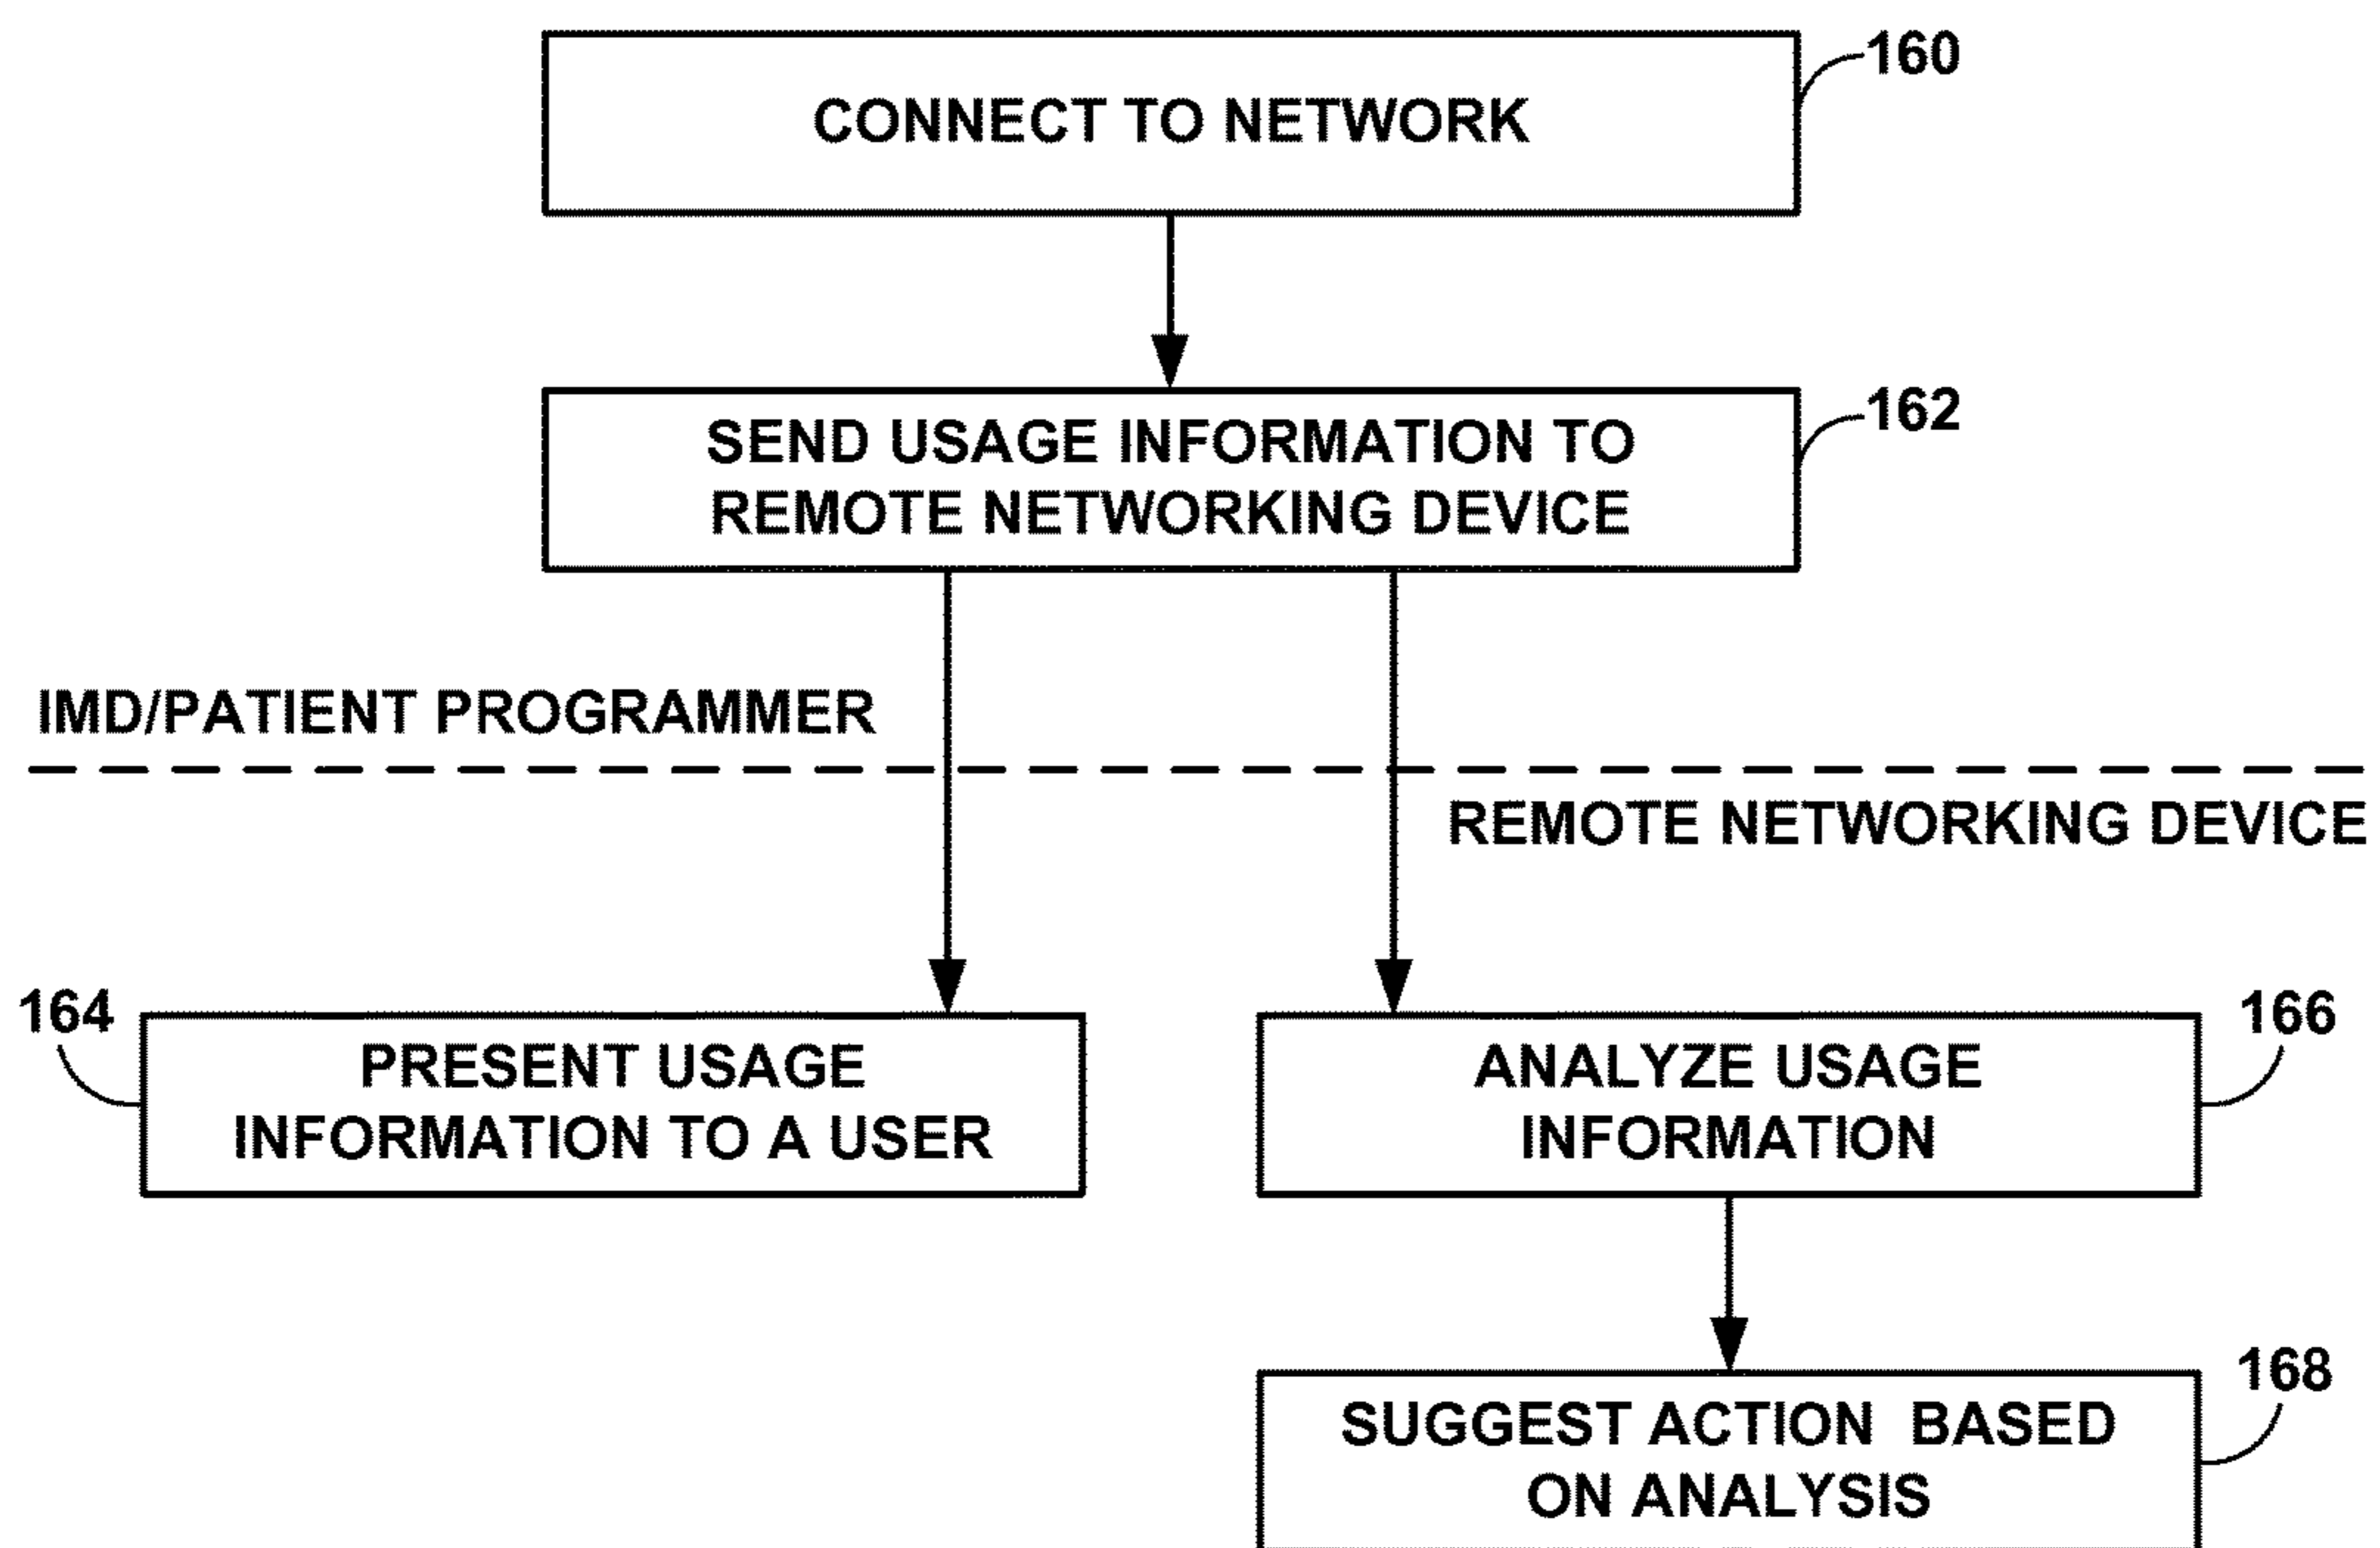 CONNECT TO NETWORK
160
SEND USAGE INFORMATION TO
REMOTE NETWORKING DEVICE
162
IMD/PATIENT PROGRAMMER
REMOTE NETWORKING DEVICE
164
PRESENT USAGE
INFORMATION TO A USER
ANALYZE USAGE
INFORMATION
166
SUGGEST ACTION BASED
ON ANALYSIS
168